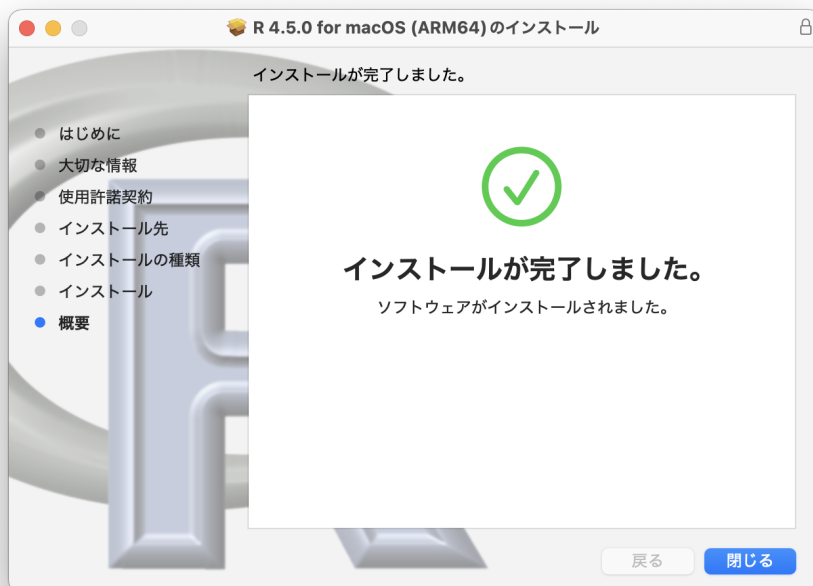 R 4.5.0 for macOS (ARM64)のインストール
インストールが完了しました。
はじめに
大切な情報
使用許諾契約
インストール先
インストールの種類
インストール
概要
インストールが完了しました。
ソフトウェアがインストールされました。
戻る
閉じる